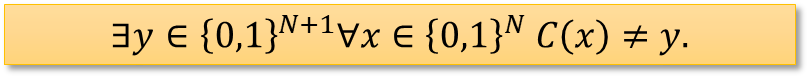 ∃𝑦 ∈ {0,1}^{𝑁+1}∀𝑥 ∈ {0,1}^𝑁 𝐶(𝑥) ≠ 𝑦.